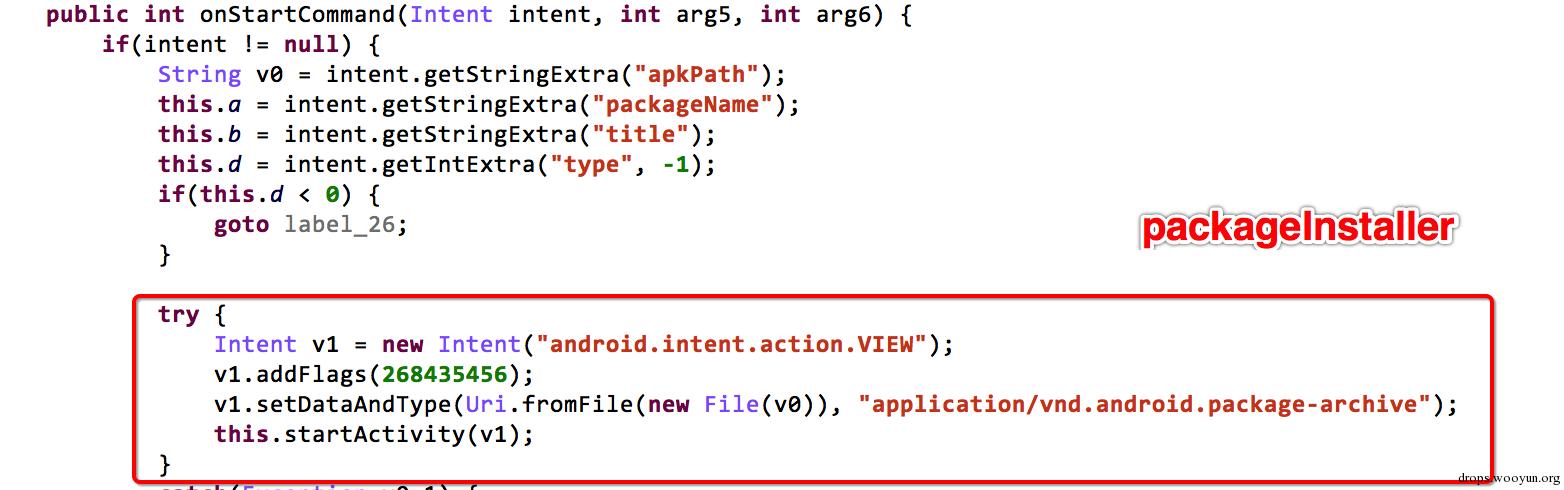 public int onStartCommand(Intent intent, int arg5, int arg6) {
if(intent != null) {
String v0 = intent.getStringExtra("apkPath");
this.a = intent.getStringExtra("packageName");
this.b = intent.getStringExtra("title");
this.d = intent.getIntExtra("type", -1);
if(this.d < 0) {
goto label_26;
}
packageInstaller
try {
Intent v1 = new Intent("android.intent.action.VIEW");
v1.addFlags(268435456);
v1.setDataAndType(Uri.fromFile(new File(v0)), "application/vnd.android.package-archive");
this.startActivity(v1);
}
drops.wooyun.org